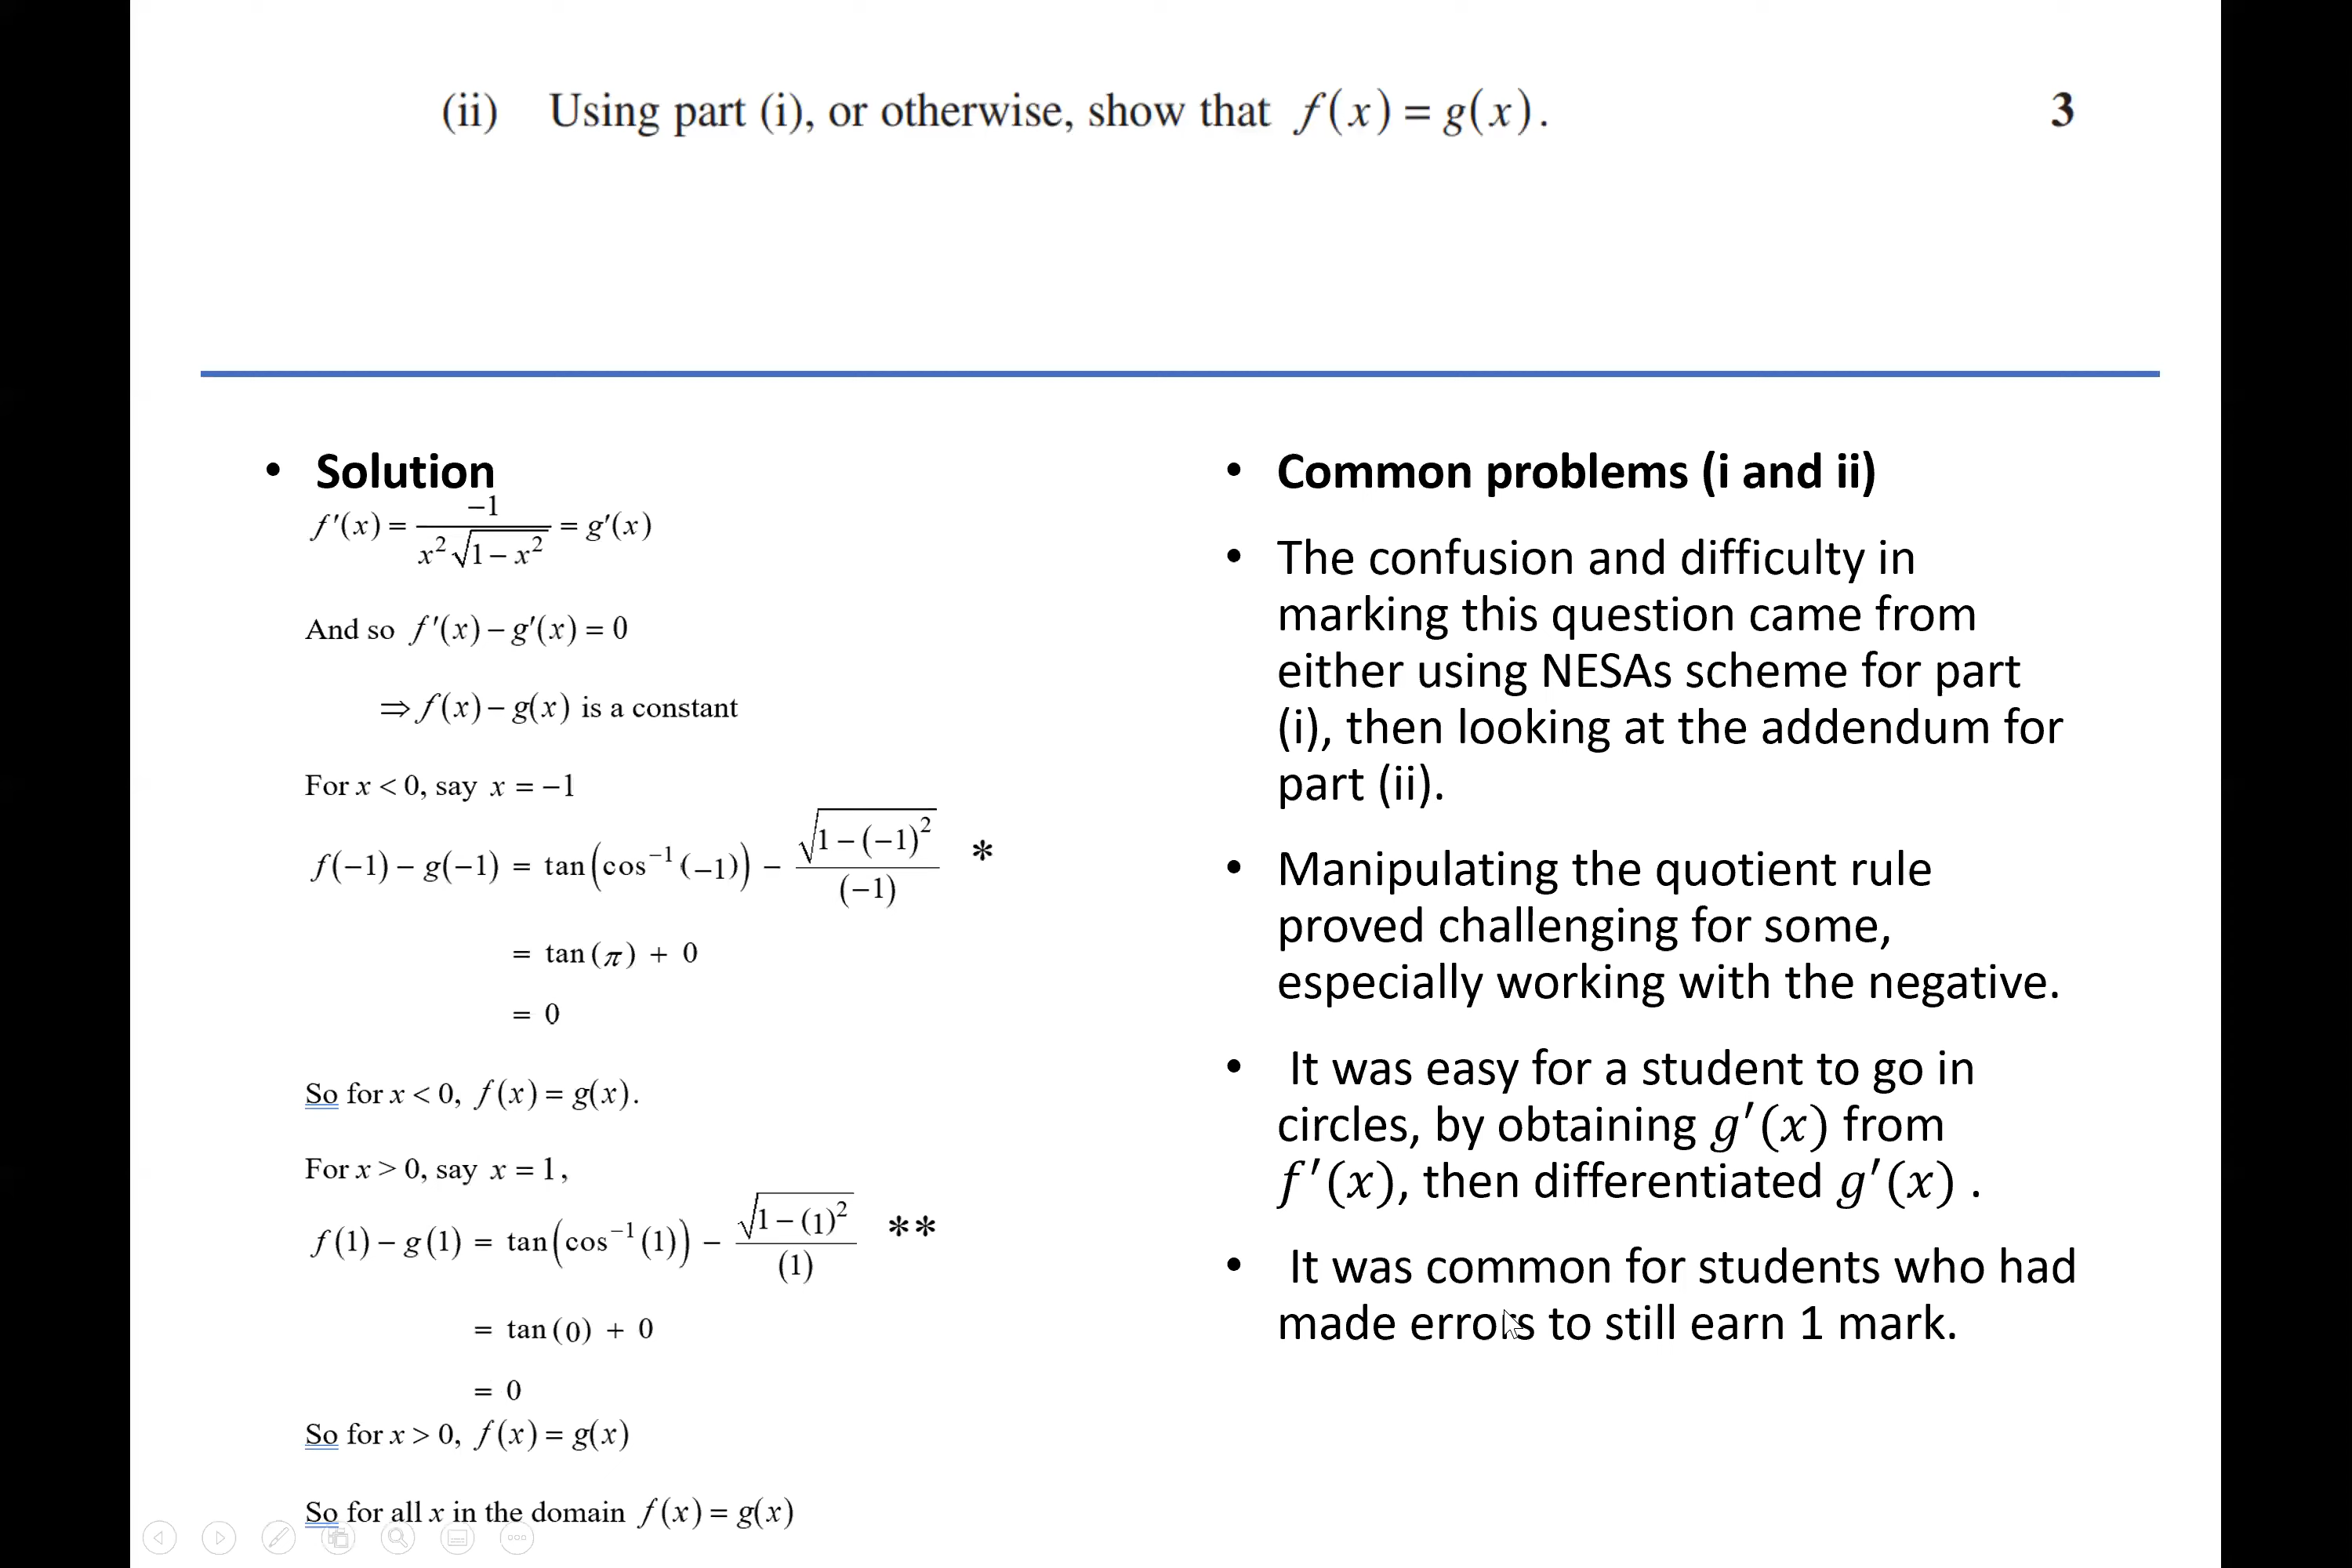 (ii) Using part (i), or otherwise, show that f(x) = g(x). 3
• Solution
f′(x) = −1 / (x²√(1 − x²)) = g′(x)
And so f′(x) − g′(x) = 0
⇒ f(x) − g(x) is a constant
For x < 0, say x = −1
f(−1) − g(−1) = tan(cos⁻¹(−1)) − √(1 − (−1)²) / (−1) *
= tan(π) + 0
= 0
So for x < 0, f(x) = g(x).
For x > 0, say x = 1,
f(1) − g(1) = tan(cos⁻¹(1)) − √(1 − (1)²) / (1) **
= tan(0) + 0
= 0
So for x > 0, f(x) = g(x)
So for all x in the domain f(x) = g(x)
• Common problems (i and ii)
• The confusion and difficulty in
marking this question came from
either using NESAs scheme for part
(i), then looking at the addendum for
part (ii).
• Manipulating the quotient rule
proved challenging for some,
especially working with the negative.
• It was easy for a student to go in
circles, by obtaining g′(x) from
f′(x), then differentiated g′(x) .
• It was common for students who had
made errors to still earn 1 mark.